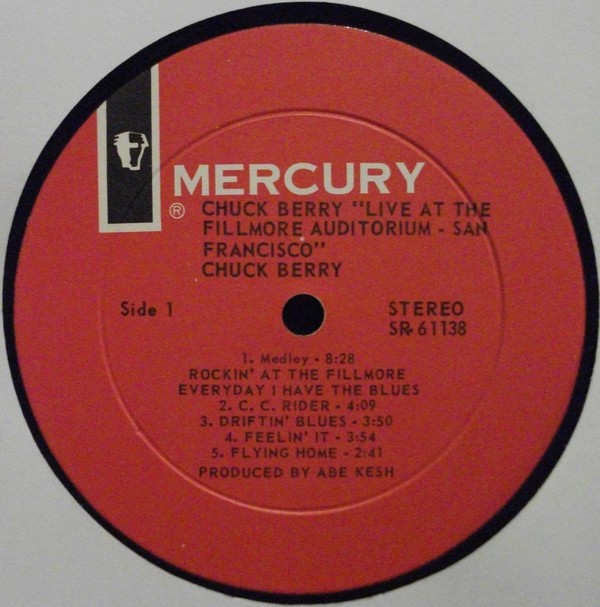 MERCURY
® CHUCK BERRY "LIVE AT THE
FILLMORE AUDITORIUM - SAN
FRANCISCO"
CHUCK BERRY
Side 1
STEREO
SR-61138
1. Medley - 8:28
ROCKIN' AT THE FILLMORE
EVERYDAY I HAVE THE BLUES
2. C. C. RIDER - 4:09
3. DRIFTIN' BLUES - 3:50
4. FEELIN' IT - 3:54
5. FLYING HOME - 2:41
PRODUCED BY ABE KESH